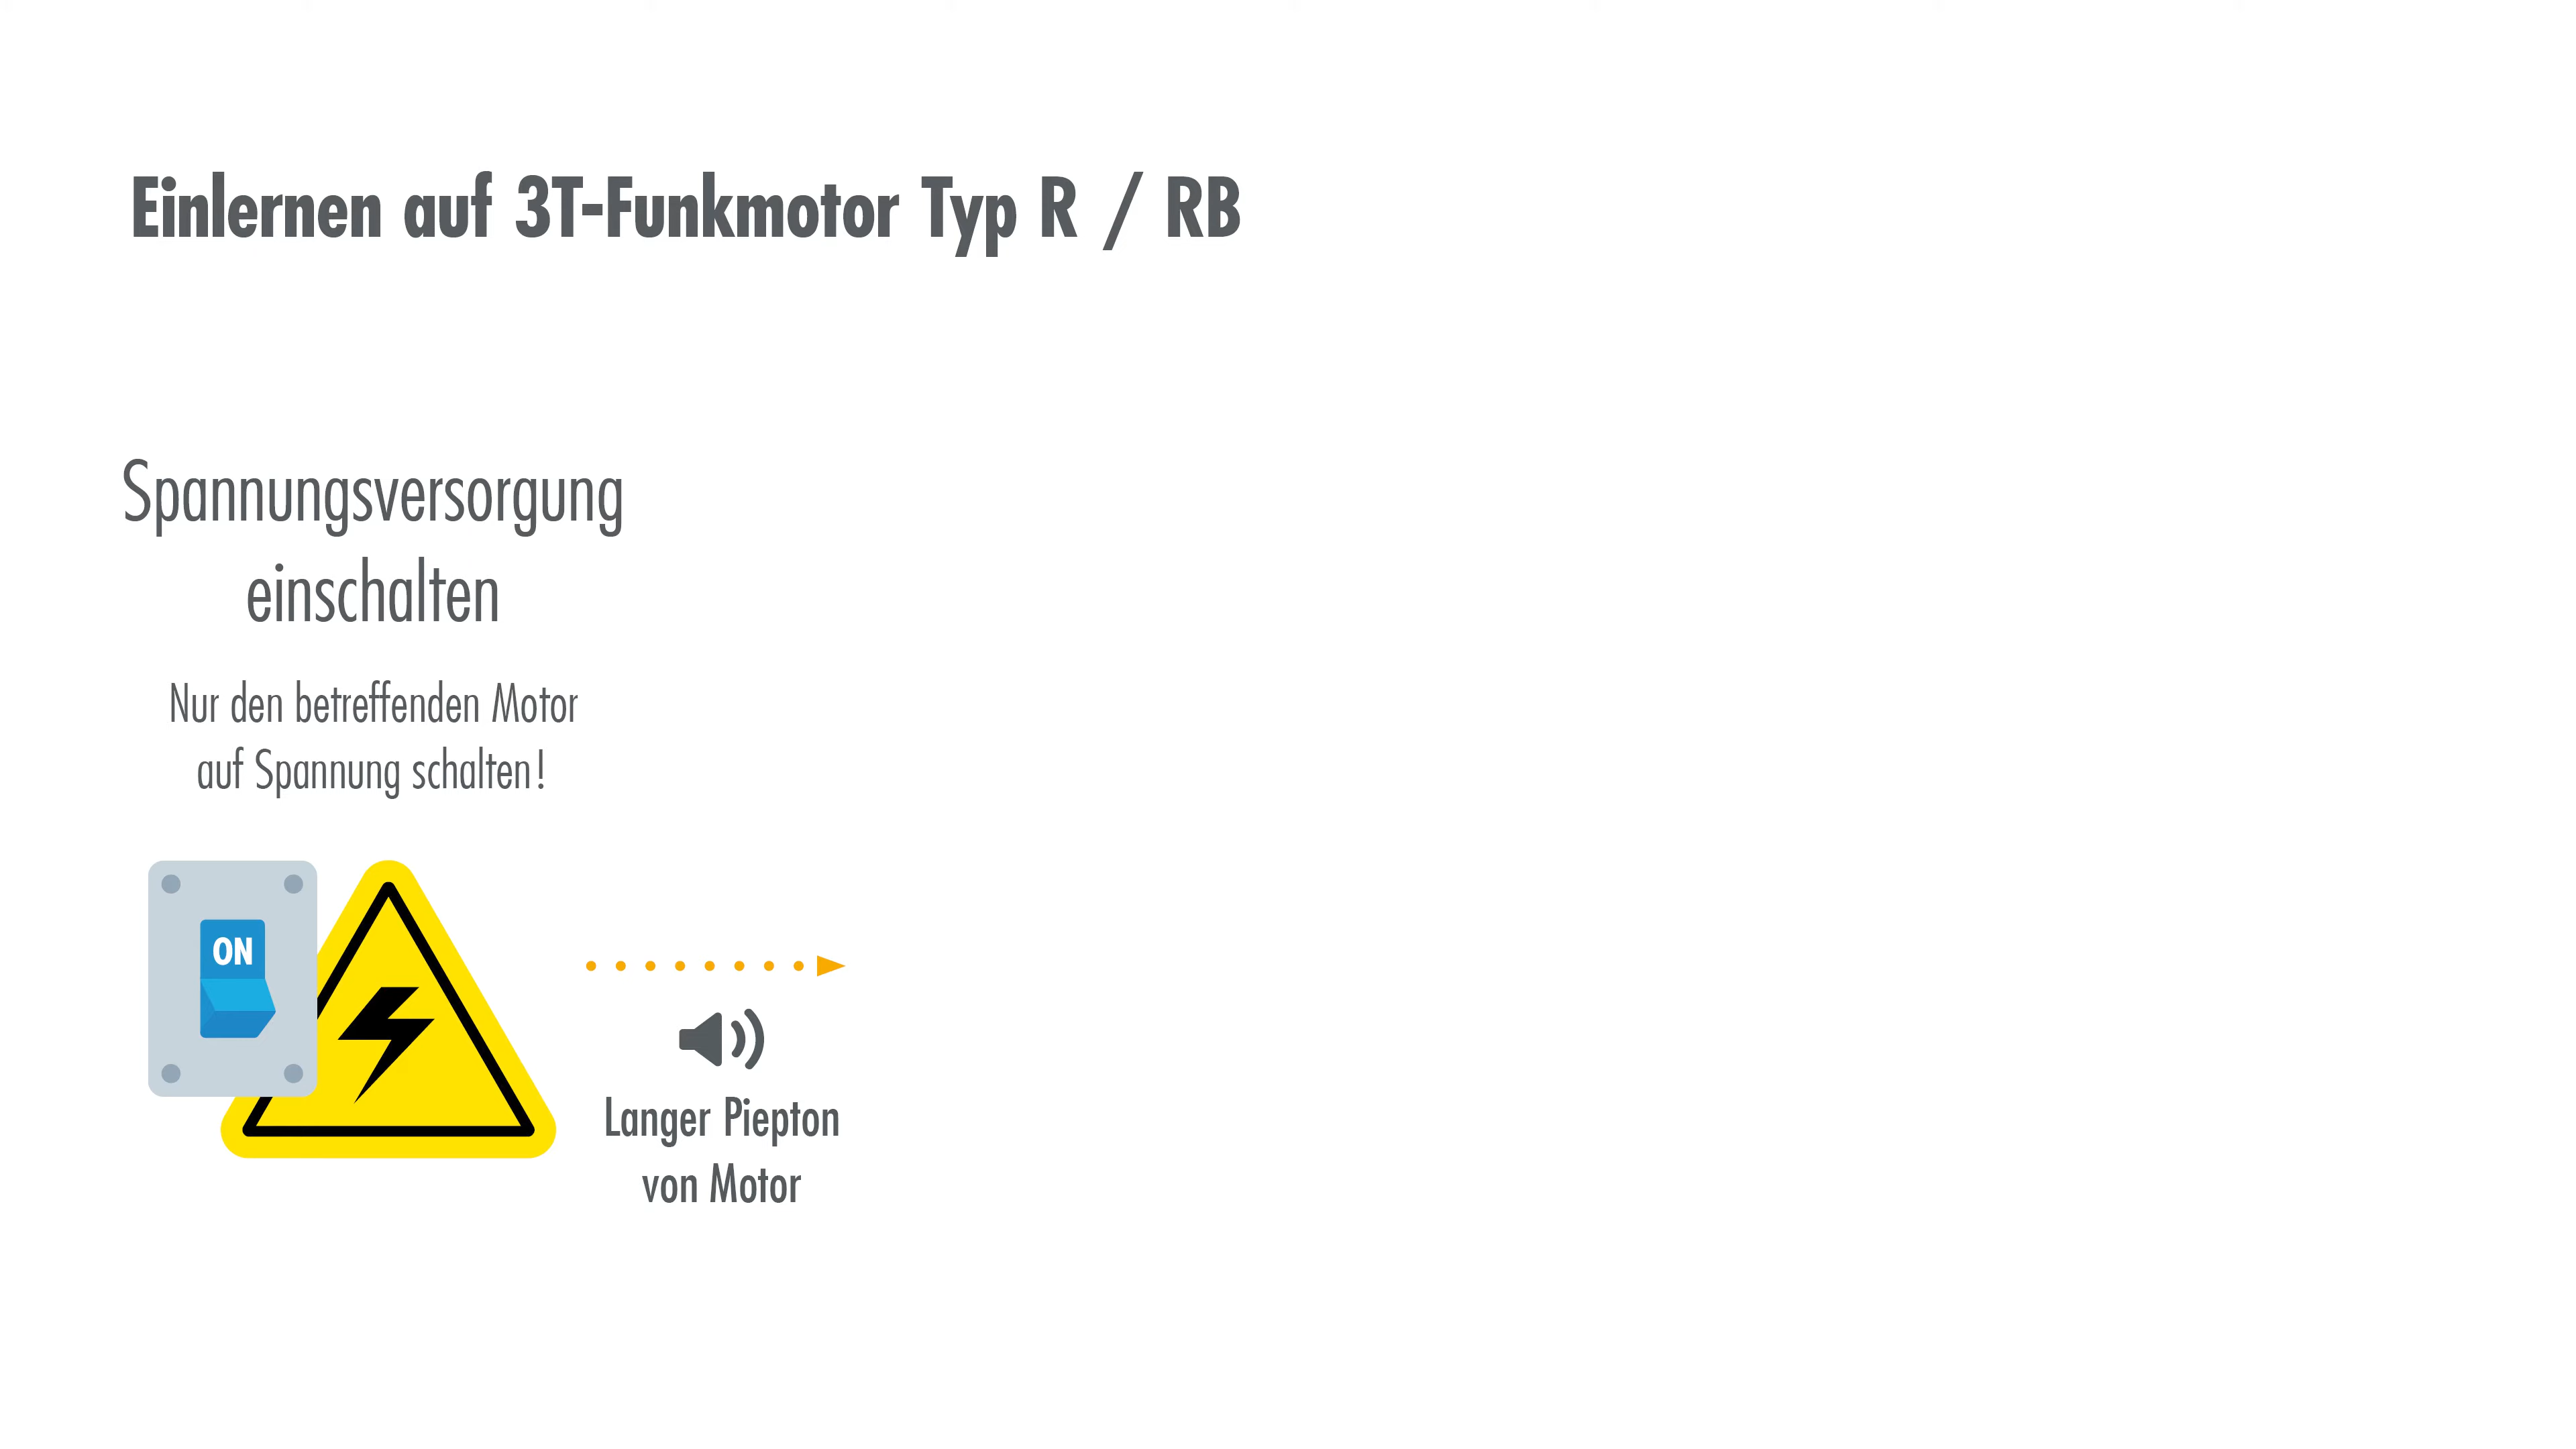 Einlernen auf 3T-Funkmotor Typ R / RB
Spannungsversorgung
einschalten
Nur den betreffenden Motor
auf Spannung schalten!
ON
Langer Piepton
von Motor